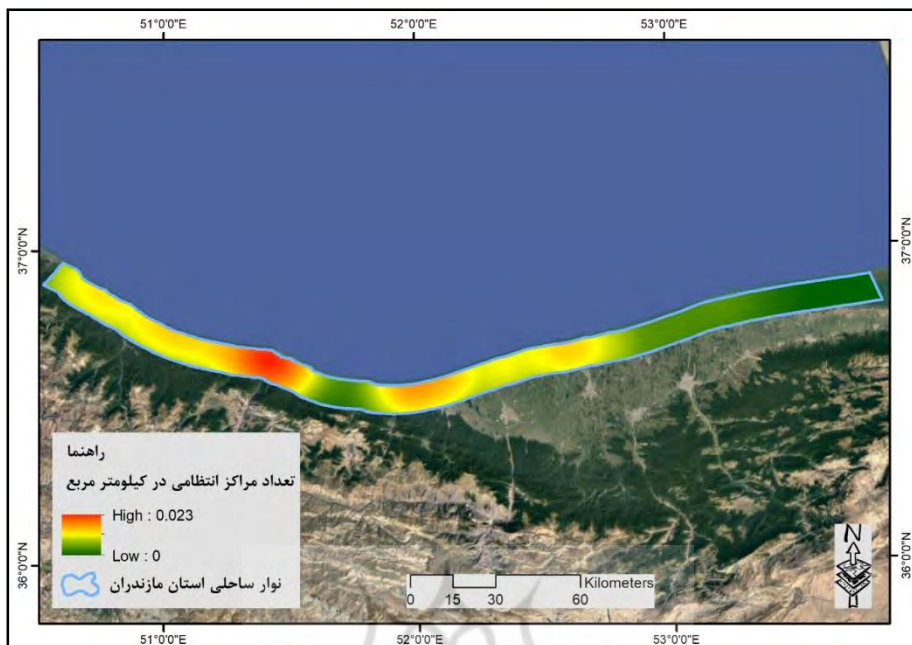 51°0'0"E 52°0'0"E 53°0'0"E
37°0'0"N 37°0'0"N
راهنما
تعداد مراکز انتظامی در کیلومتر مربع
High : 0.023
Low : 0
نوار ساحلی استان مازندران
36°0'0"N 36°0'0"N
N
Kilometers
0 15 30 60
51°0'0"E 52°0'0"E 53°0'0"E